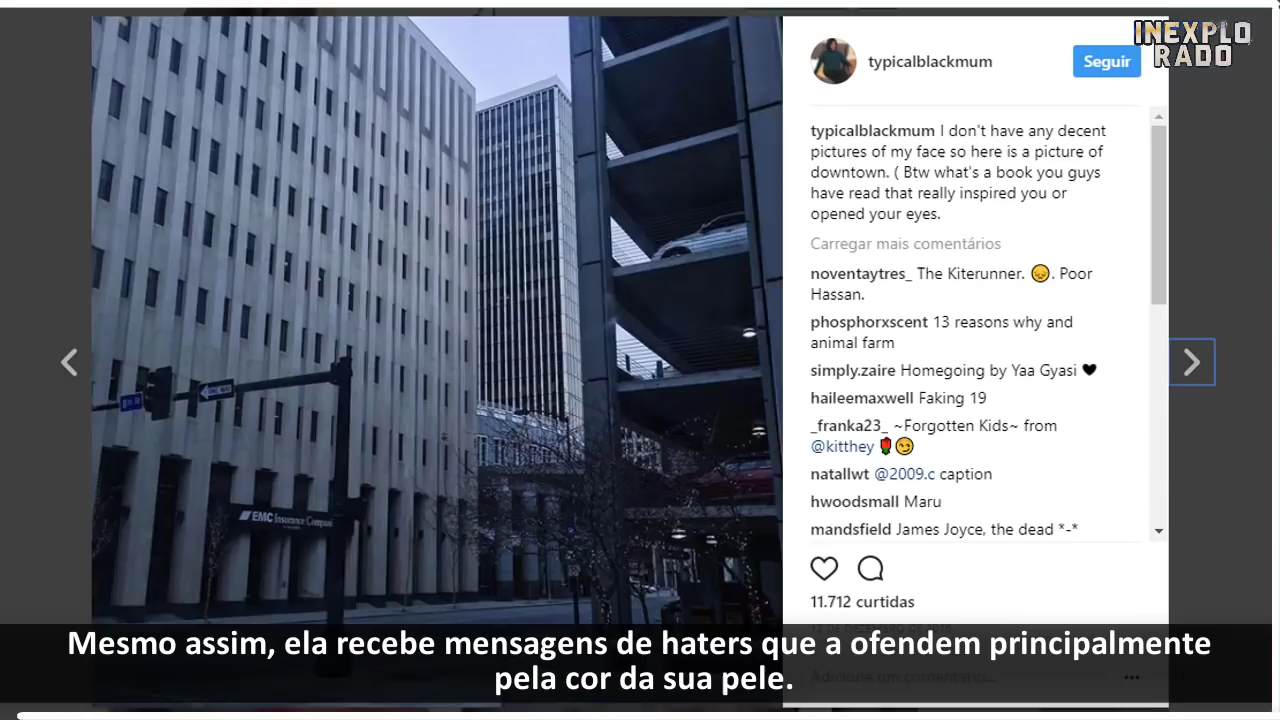 INEXPLO
RADO
typicalblackmum
Seguir
typicalblackmum I don't have any decent
pictures of my face so here is a picture of
downtown. ( Btw what's a book you guys
have read that really inspired you or
opened your eyes.
Carregar mais comentários
noventaytres_ The Kiterunner. 😞. Poor
Hassan.
phosphorxscent 13 reasons why and
animal farm
simply.zaire Homegoing by Yaa Gyasi 🖤
haileemaxwell Faking 19
_franka23_ ~Forgotten Kids~ from
@kitthey 🌹😏
natallwt @2009.c caption
hwoodsmall Maru
mandsfield James Joyce, the dead *-*
11.712 curtidas
Adicione um comentário...
EMC Insurance Companies
Mesmo assim, ela recebe mensagens de haters que a ofendem principalmente
pela cor da sua pele.